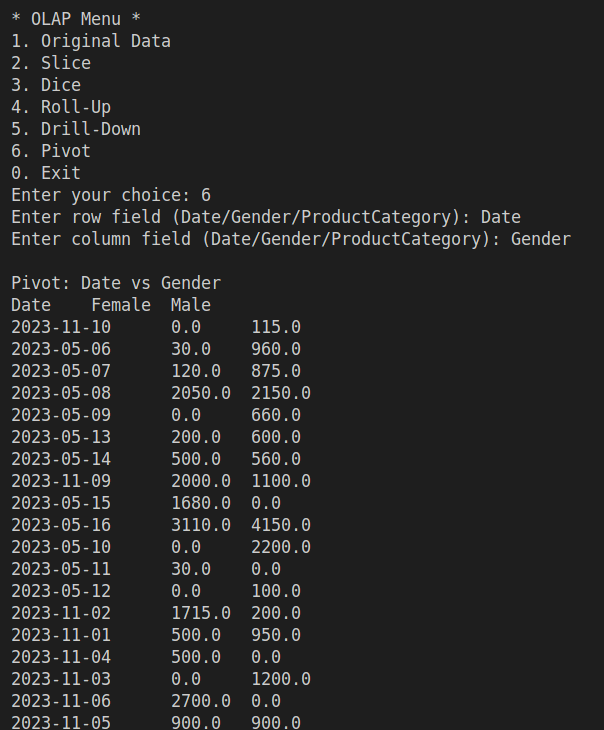 * OLAP Menu *
1. Original Data
2. Slice
3. Dice
4. Roll-Up
5. Drill-Down
6. Pivot
0. Exit
Enter your choice: 6
Enter row field (Date/Gender/ProductCategory): Date
Enter column field (Date/Gender/ProductCategory): Gender
Pivot: Date vs Gender
Date Female Male
2023-11-10 0.0 115.0
2023-05-06 30.0 960.0
2023-05-07 120.0 875.0
2023-05-08 2050.0 2150.0
2023-05-09 0.0 660.0
2023-05-13 200.0 600.0
2023-05-14 500.0 560.0
2023-11-09 2000.0 1100.0
2023-05-15 1680.0 0.0
2023-05-16 3110.0 4150.0
2023-05-10 0.0 2200.0
2023-05-11 30.0 0.0
2023-05-12 0.0 100.0
2023-11-02 1715.0 200.0
2023-11-01 500.0 950.0
2023-11-04 500.0 0.0
2023-11-03 0.0 1200.0
2023-11-06 2700.0 0.0
2023-11-05 900.0 900.0